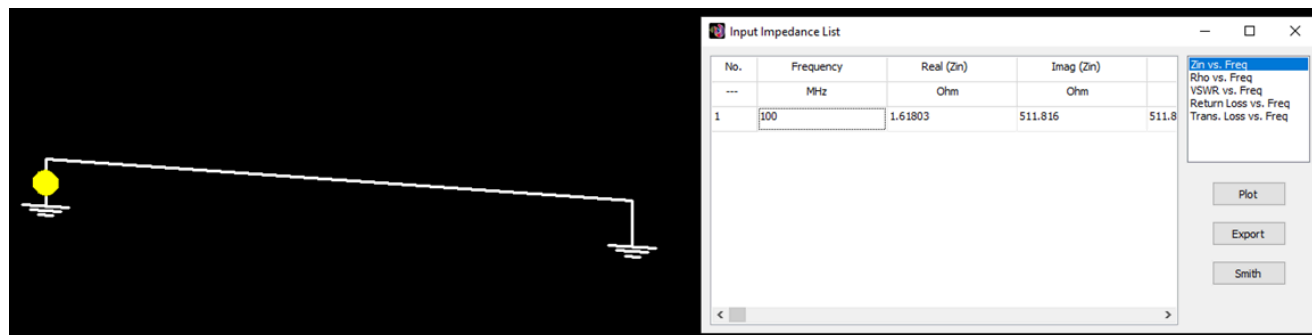 Input Impedance List
No. Frequency Real (Zin) Imag (Zin)
--- MHz Ohm Ohm
1 100 1.61803 511.816 511.8
Zin vs. Freq
Rho vs. Freq
VSWR vs. Freq
Return Loss vs. Freq
Trans. Loss vs. Freq
Plot
Export
Smith